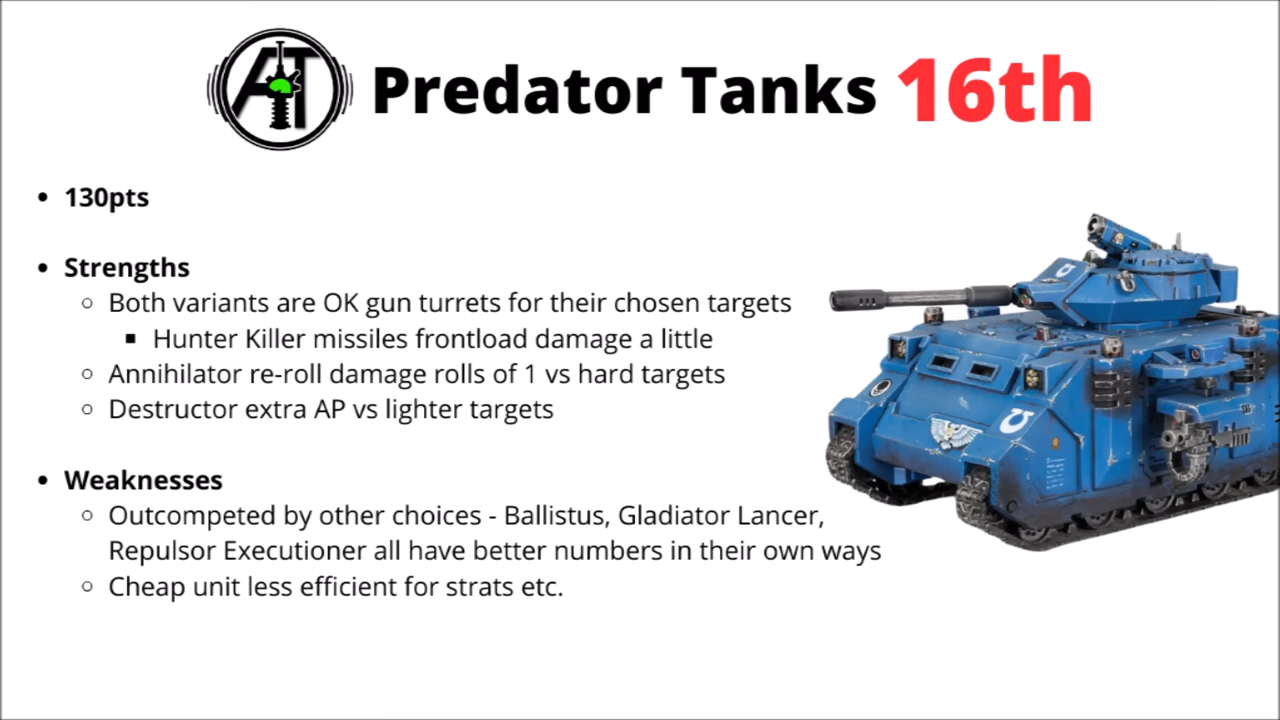 AT
Predator Tanks 16th
130pts
Strengths
Both variants are OK gun turrets for their chosen targets
Hunter Killer missiles frontload damage a little
Annihilator re-roll damage rolls of 1 vs hard targets
Destructor extra AP vs lighter targets
Weaknesses
Outcompeted by other choices - Ballistus, Gladiator Lancer,
Repulsor Executioner all have better numbers in their own ways
Cheap unit less efficient for strats etc.